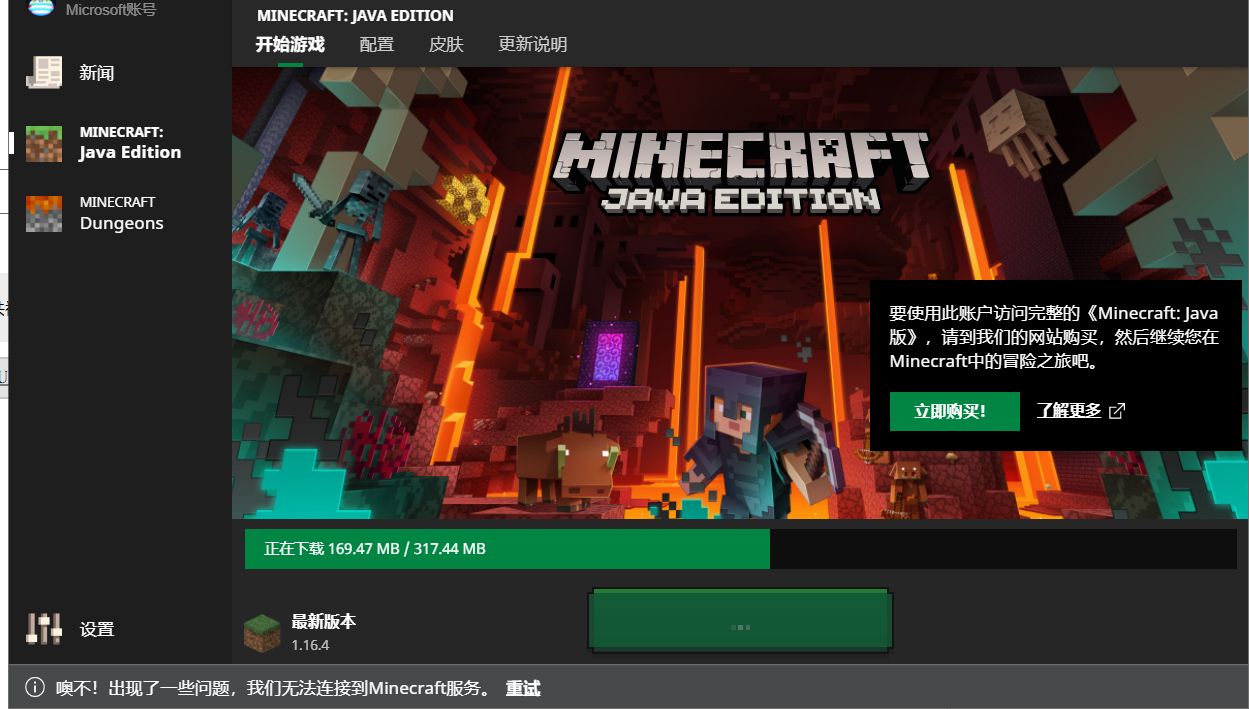 Microsoft账号
MINECRAFT: JAVA EDITION
开始游戏 配置 皮肤 更新说明
新闻
MINECRAFT:
Java Edition
MINECRAFT
Dungeons
MINECRAFT
JAVA EDITION
要使用此账户访问完整的《Minecraft: Java
版》，请到我们的网站购买，然后继续您在
Minecraft中的冒险之旅吧。
立即购买! 了解更多
正在下载 169.47 MB / 317.44 MB
最新版本
1.16.4
...
设置
噢不！出现了一些问题，我们无法连接到Minecraft服务。 重试